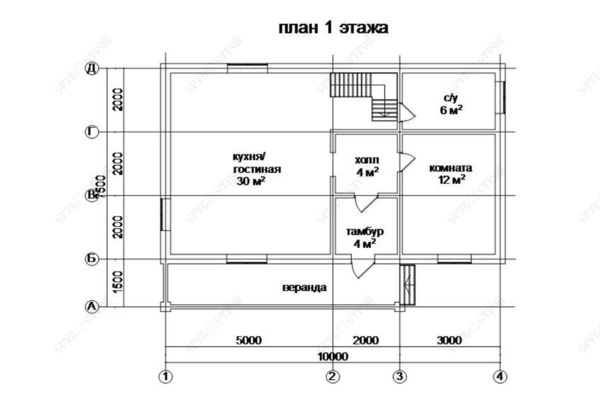 план 1 этажа
Д
Г
В
Б
А
2000
2000
2000
1500
7500
с/у
6 м²
кухня/
гостиная
30 м²
холл
4 м²
комната
12 м²
тамбур
4 м²
веранда
5000
2000
3000
10000
1
2
3
4